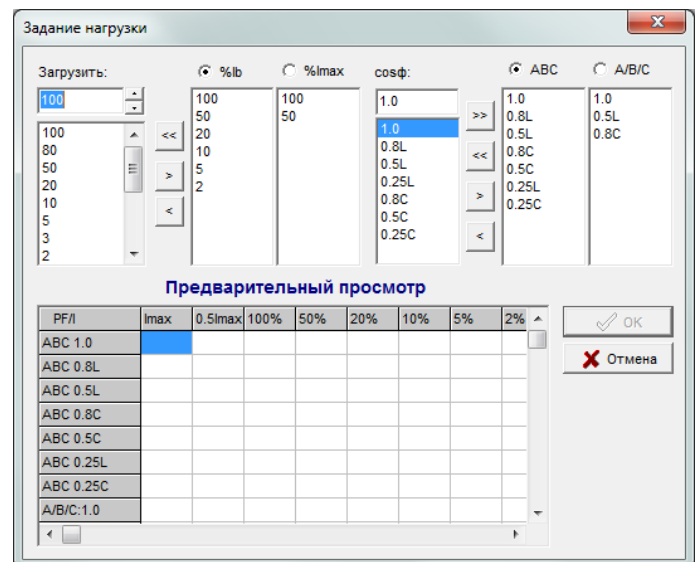 Задание нагрузки
Загрузить: %Ib %Imax cosф: ABC A/B/C
100 100 100 1.0 1.0 1.0
50 50 >> 0.8L 0.5L
100 << 20 1.0 0.5L 0.8C
80 10 0.8L << 0.8C
50 > 5 0.5L 0.5C
20 2 0.25L > 0.25L
10 < 0.8C 0.25C
5 0.5C
3 0.25C <
2
Предварительный просмотр
PF/I Imax 0.5Imax 100% 50% 20% 10% 5% 2% OK
ABC 1.0
ABC 0.8L Отмена
ABC 0.5L
ABC 0.8C
ABC 0.5C
ABC 0.25L
ABC 0.25C
A/B/C:1.0